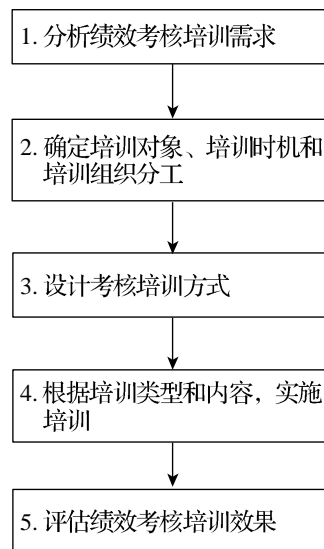 1. 分析绩效考核培训需求
2. 确定培训对象、培训时机和
培训组织分工
3. 设计考核培训方式
4. 根据培训类型和内容，实施
培训
5. 评估绩效考核培训效果